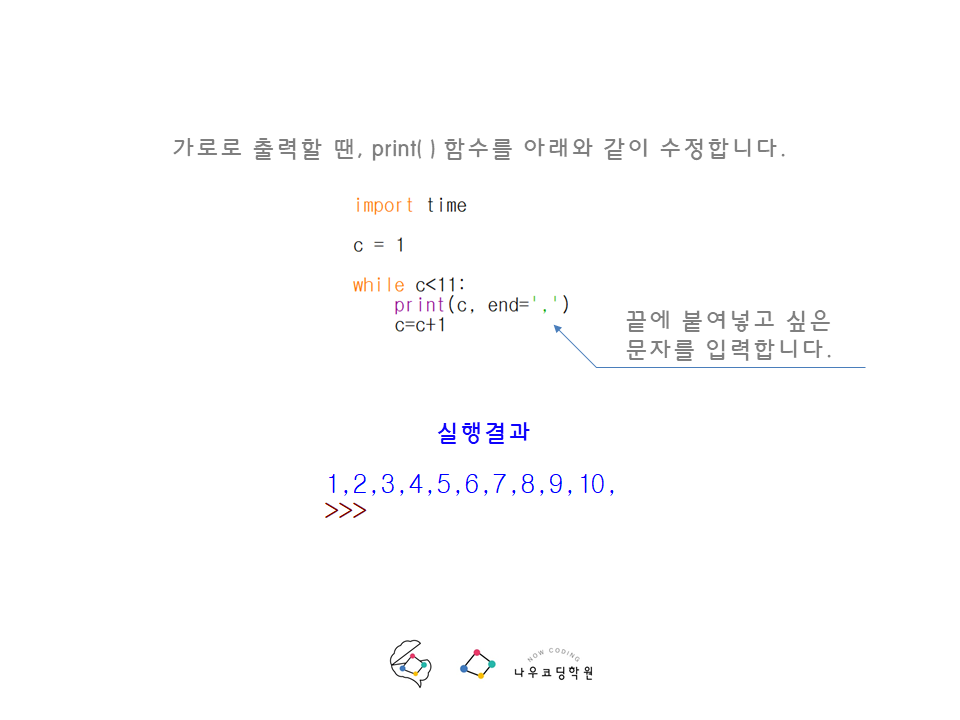 가로로 출력할 땐, print( ) 함수를 아래와 같이 수정합니다.
import time
c = 1
while c<11:
    print(c, end=',')
    c=c+1
끝에 붙여넣고 싶은
문자를 입력합니다.
실행결과
1,2,3,4,5,6,7,8,9,10,
>>>
NOW CODING
나우코딩학원